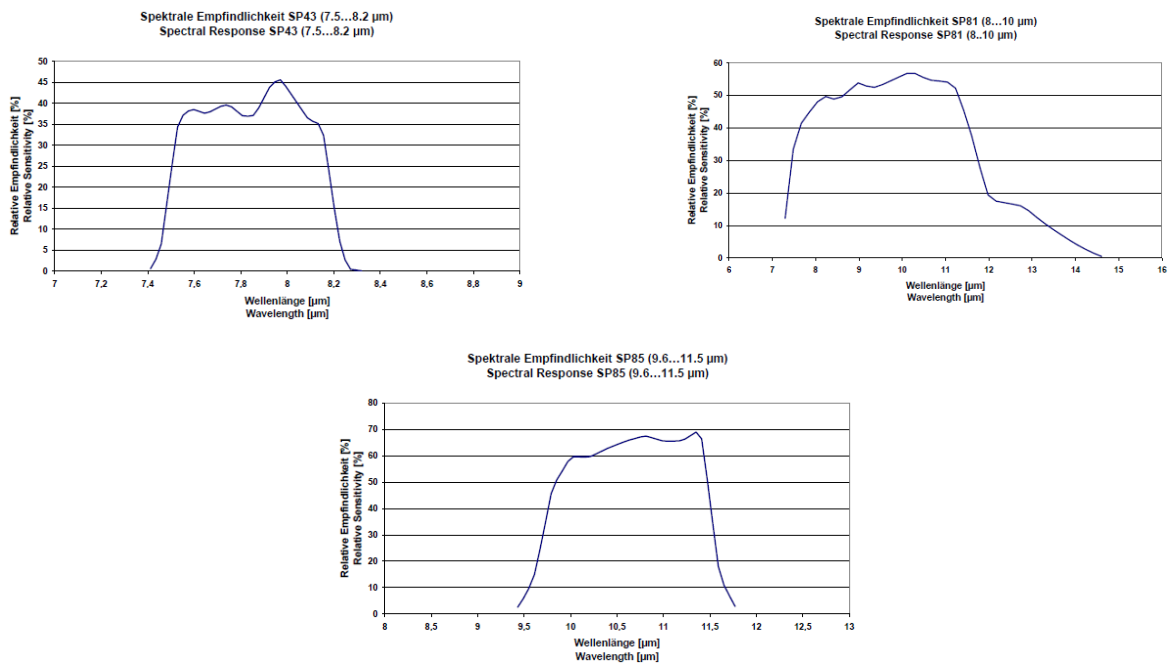 Spektrale Empfindlichkeit SP43 (7.5...8.2 µm)
Spectral Response SP43 (7.5...8.2 µm)
Relative Empfindlichkeit [%]
Relative Sensitivity [%]
50
45
40
35
30
25
20
15
10
5
0
7 7,2 7,4 7,6 7,8 8 8,2 8,4 8,6 8,8 9
Wellenlänge [µm]
Wavelength [µm]
Spektrale Empfindlichkeit SP81 (8...10 µm)
Spectral Response SP81 (8..10 µm)
Relative Empfindlichkeit [%]
Relative Sensitivity [%]
60
50
40
30
20
10
0
6 7 8 9 10 11 12 13 14 15 16
Wellenlänge [µm]
Wavelength [µm]
Spektrale Empfindlichkeit SP85 (9.6...11.5 µm)
Spectral Response SP85 (9.6...11.5 µm)
Relative Empfindlichkeit [%]
Relative Sensitivity [%]
80
70
60
50
40
30
20
10
0
8 8,5 9 9,5 10 10,5 11 11,5 12 12,5 13
Wellenlänge [µm]
Wavelength [µm]